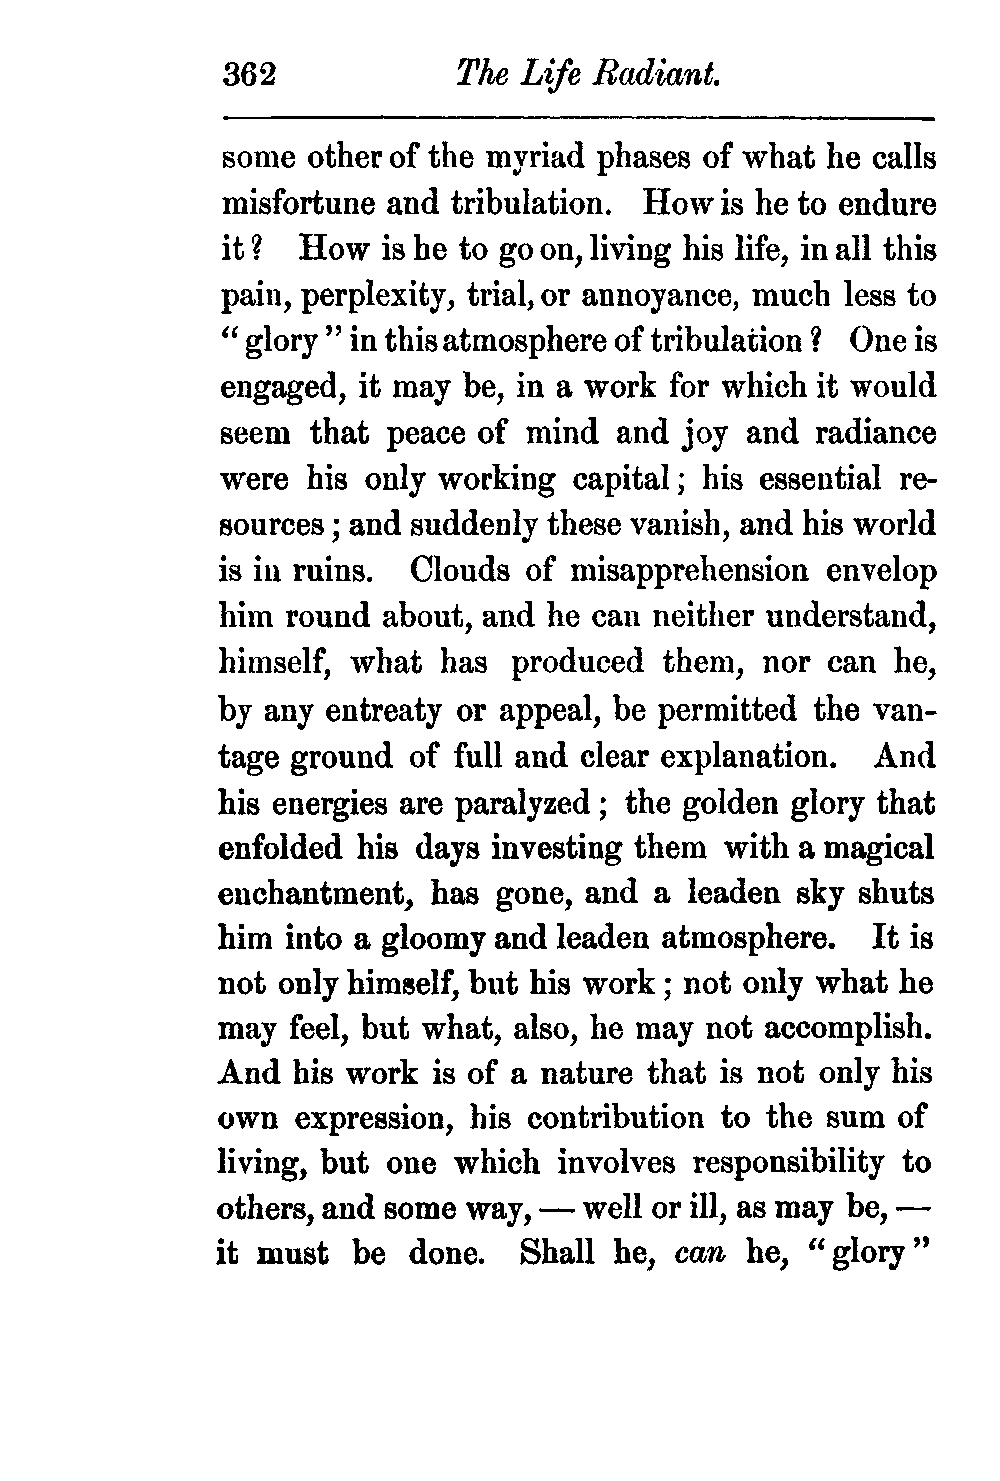 362 The Life Radiant.
some other of the myriad phases of what he calls
misfortune and tribulation. How is he to endure
it? How is he to go on, living his life, in all this
pain, perplexity, trial, or annoyance, much less to
"glory" in this atmosphere of tribulation? One is
engaged, it may be, in a work for which it would
seem that peace of mind and joy and radiance
were his only working capital; his essential re-
sources; and suddenly these vanish, and his world
is in ruins. Clouds of misapprehension envelop
him round about, and he can neither understand,
himself, what has produced them, nor can he,
by any entreaty or appeal, be permitted the van-
tage ground of full and clear explanation. And
his energies are paralyzed; the golden glory that
enfolded his days investing them with a magical
enchantment, has gone, and a leaden sky shuts
him into a gloomy and leaden atmosphere. It is
not only himself, but his work; not only what he
may feel, but what, also, he may not accomplish.
And his work is of a nature that is not only his
own expression, his contribution to the sum of
living, but one which involves responsibility to
others, and some way, — well or ill, as may be, —
it must be done. Shall he, can he, "glory"